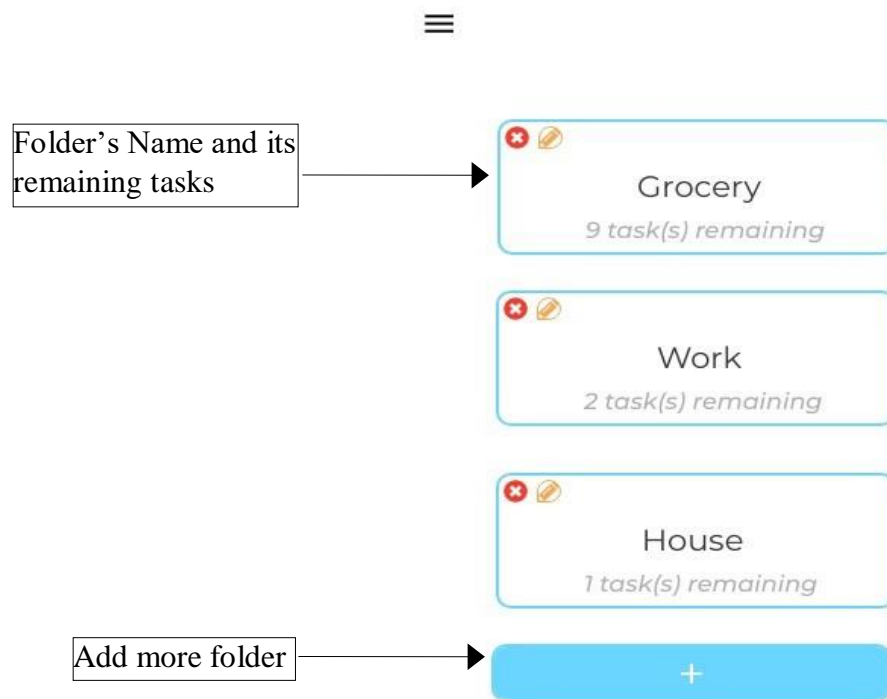 Folder’s Name and its
remaining tasks
Grocery
9 task(s) remaining
Work
2 task(s) remaining
House
1 task(s) remaining
Add more folder
+